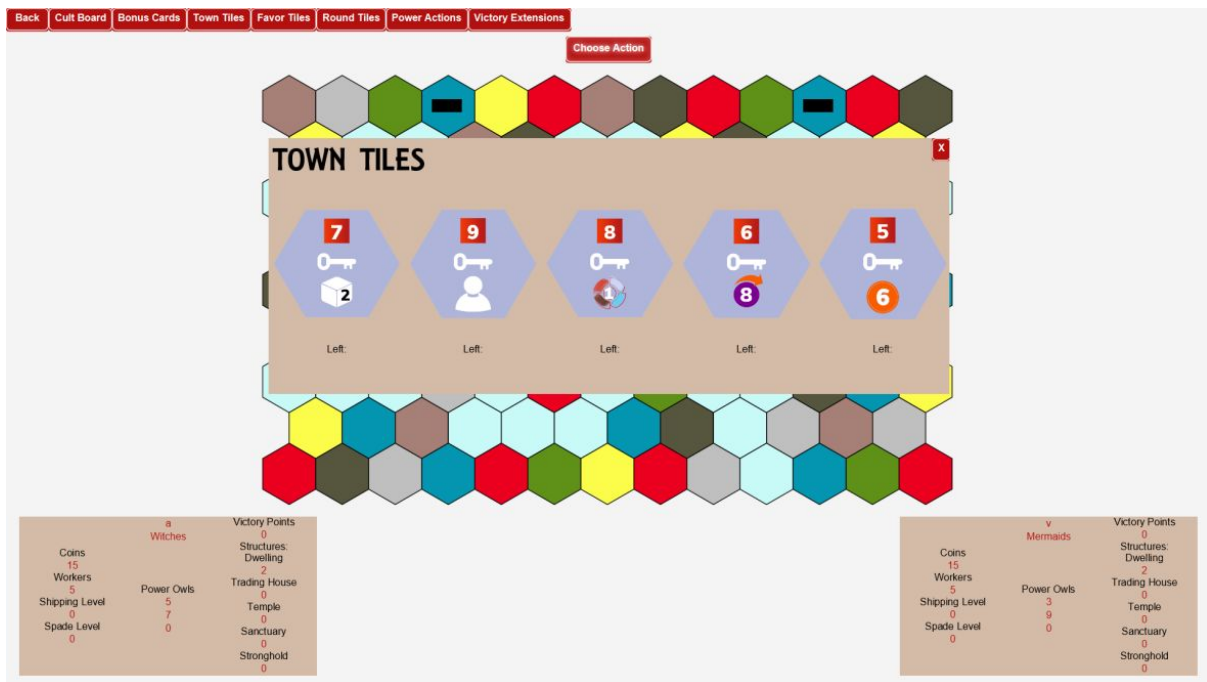 Back Cult Board Bonus Cards Town Tiles Favor Tiles Round Tiles Power Actions Victory Extensions
Choose Action
TOWN TILES
X
7 9 8 6 5
2 1 8 6
Left: Left: Left: Left: Left:
a
Witches
Coins
15
Workers
5
Shipping Level
0
Spade Level
0
Power Owls
5
7
0
Victory Points
0
Structures:
Dwelling
2
Trading House
0
Temple
0
Sanctuary
0
Stronghold
0
v
Mermaids
Coins
15
Workers
5
Shipping Level
0
Spade Level
0
Power Owls
3
9
0
Victory Points
0
Structures:
Dwelling
2
Trading House
0
Temple
0
Sanctuary
0
Stronghold
0